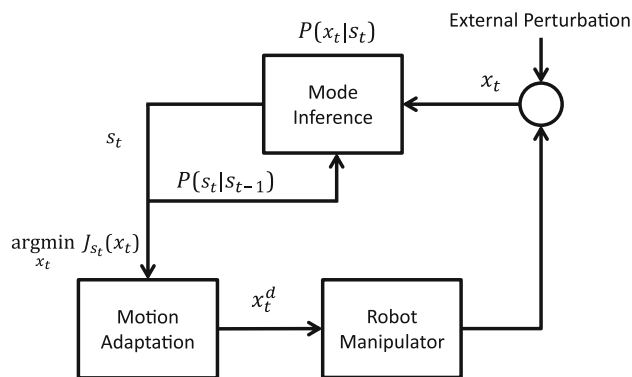 External Perturbation
P(x_t|s_t)
Mode
Inference
x_t
s_t
P(s_t|s_{t-1})
argmin J_{s_t}(x_t)
x_t
Motion
Adaptation
x_t^d
Robot
Manipulator